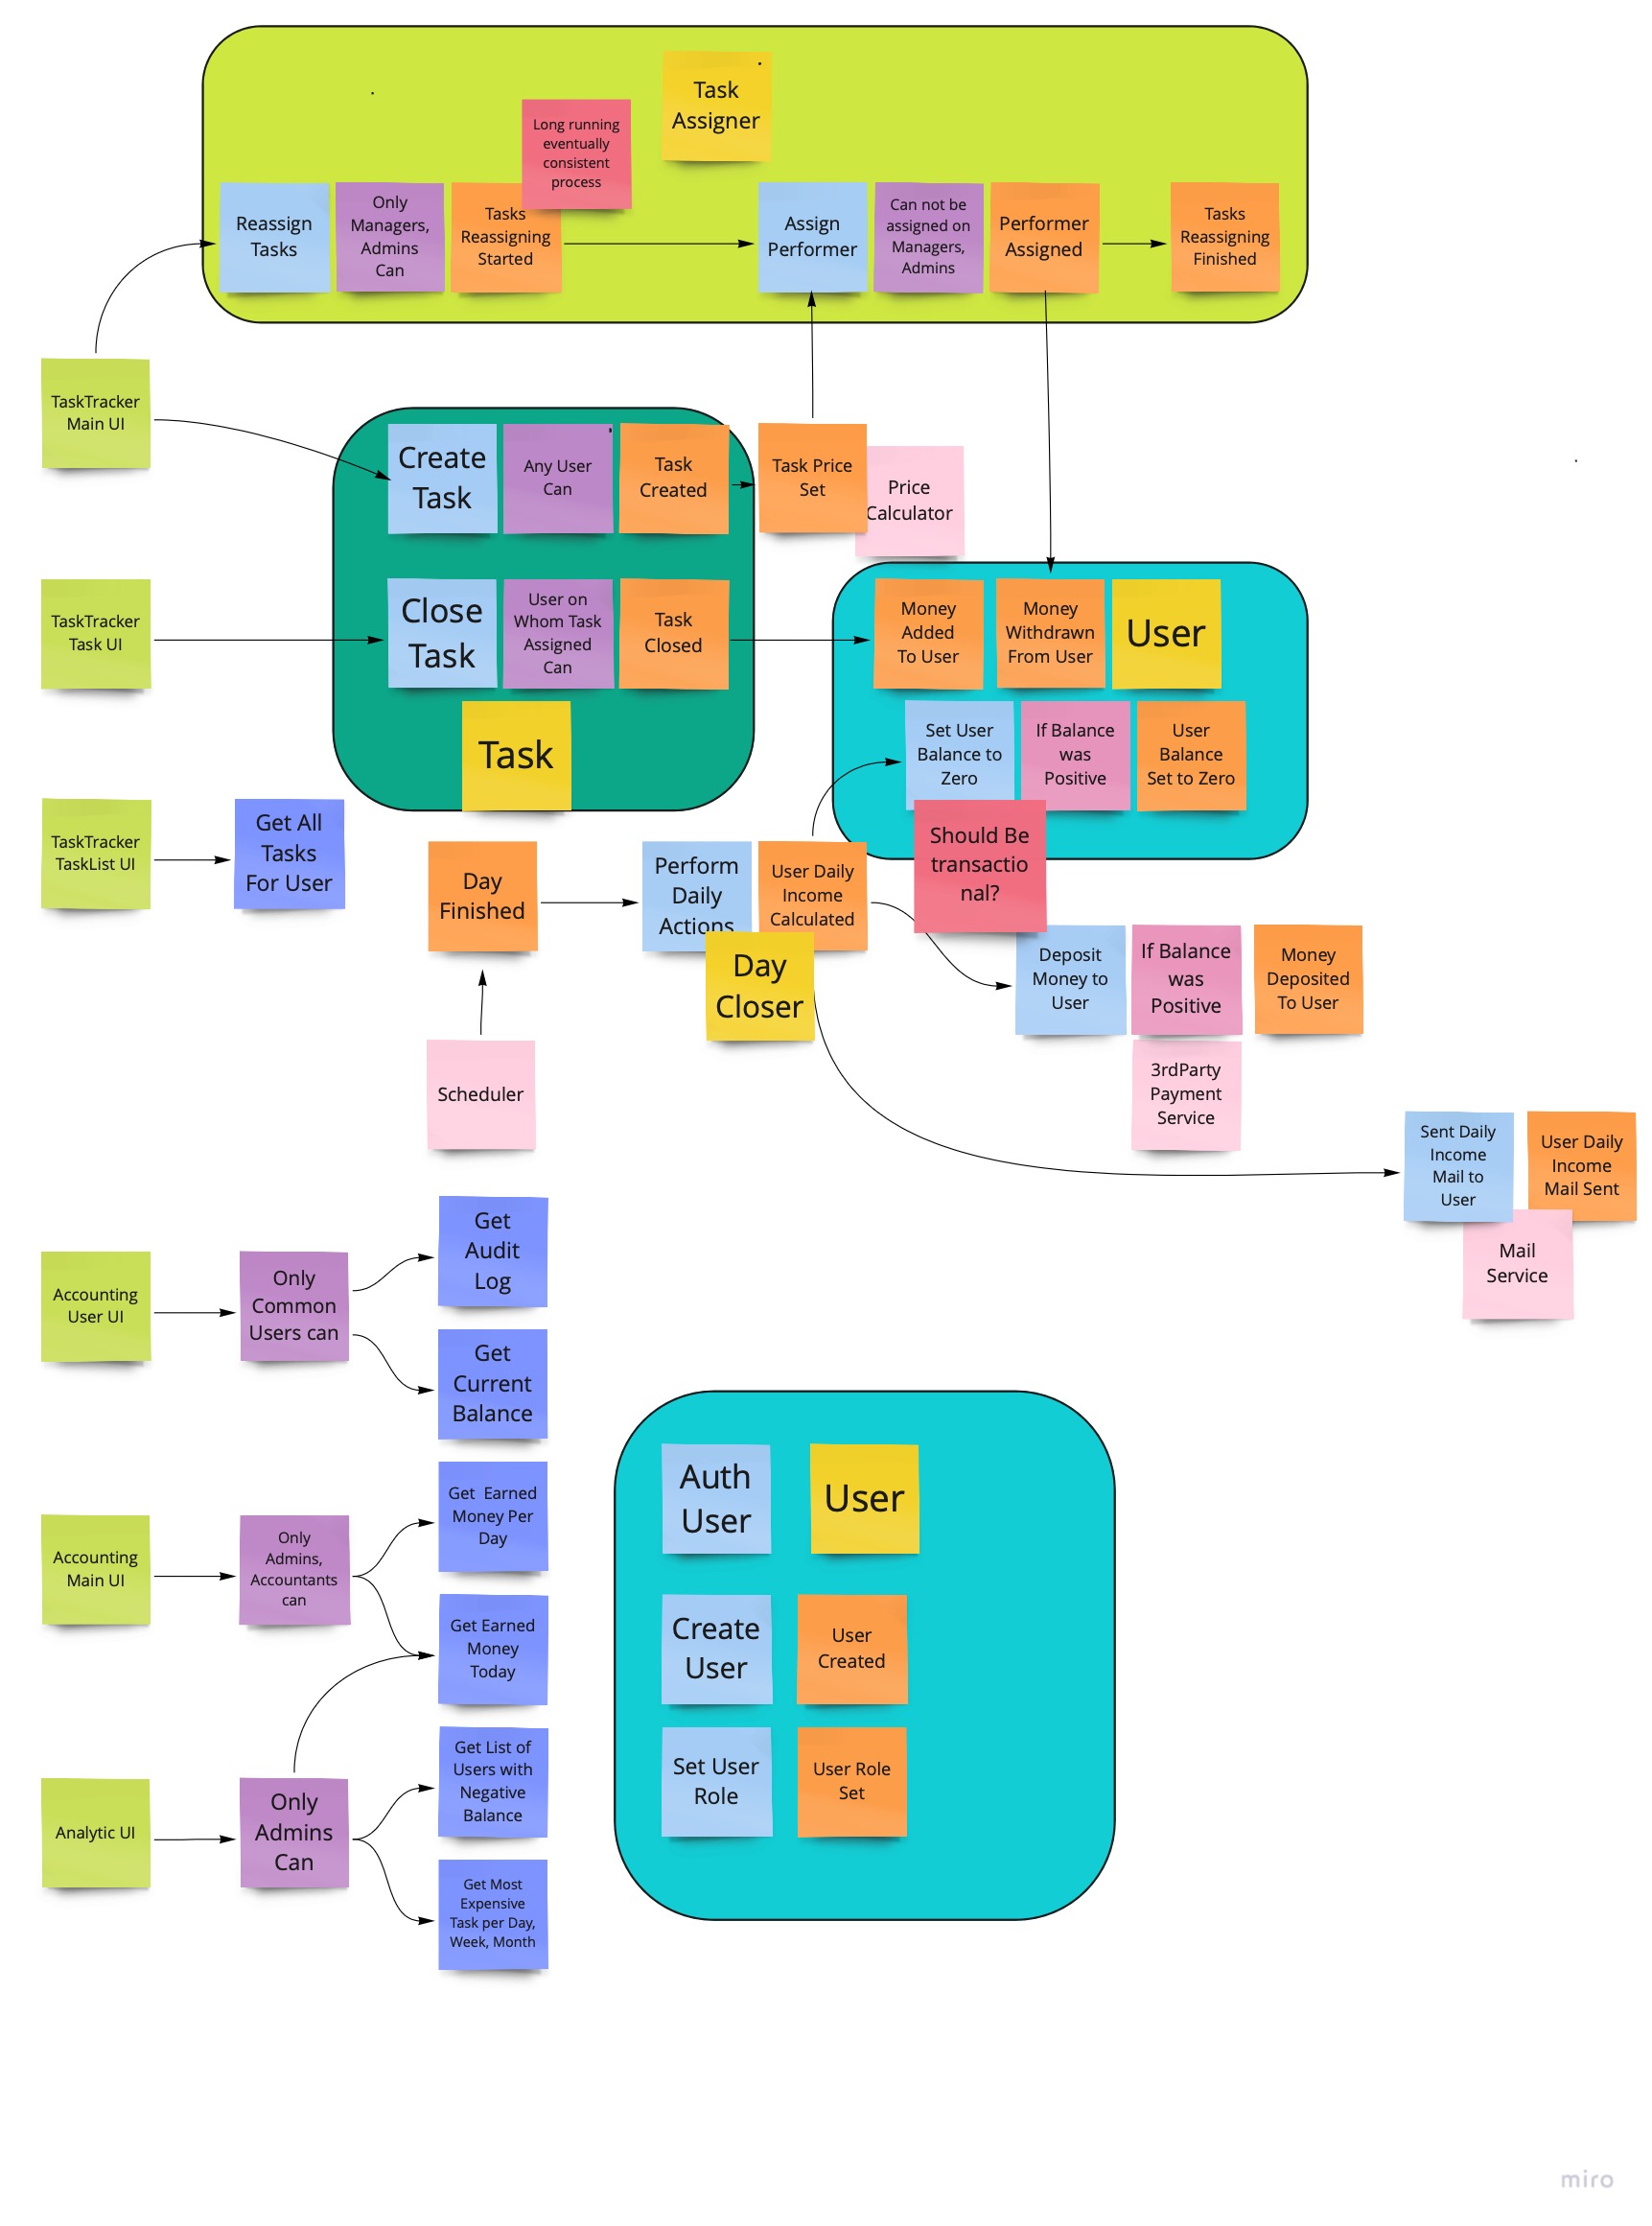 Task
Assigner
Long running
eventually
consistent
process
Reassign
Tasks
Only
Managers,
Admins
Can
Tasks
Reassigning
Started
Assign
Performer
Can not be
assigned on
Managers,
Admins
Performer
Assigned
Tasks
Reassigning
Finished
TaskTracker
Main UI
Create
Task
Any User
Can
Task
Created
Task Price
Set
Price
Calculator
TaskTracker
Task UI
Close
Task
User on
Whom Task
Assigned
Can
Task
Closed
Money
Added
To User
Money
Withdrawn
From User
User
Task
Set User
Balance to
Zero
If Balance
was
Positive
User
Balance
Set to Zero
TaskTracker
TaskList UI
Get All
Tasks
For User
Day
Finished
Perform
Daily
Actions
User Daily
Income
Calculated
Should Be
transactio
nal?
Day
Closer
Deposit
Money to
User
If Balance
was
Positive
Money
Deposited
To User
Scheduler
3rdParty
Payment
Service
Sent Daily
Income
Mail to
User
User Daily
Income
Mail Sent
Mail
Service
Accounting
User UI
Only
Common
Users can
Get
Audit
Log
Get
Current
Balance
Accounting
Main UI
Only
Admins,
Accountants
can
Get  Earned
Money Per
Day
Get Earned
Money
Today
Analytic UI
Only
Admins
Can
Get List of
Users with
Negative
Balance
Get Most
Expensive
Task per Day,
Week, Month
Auth
User
User
Create
User
User
Created
Set User
Role
User Role
Set
miro